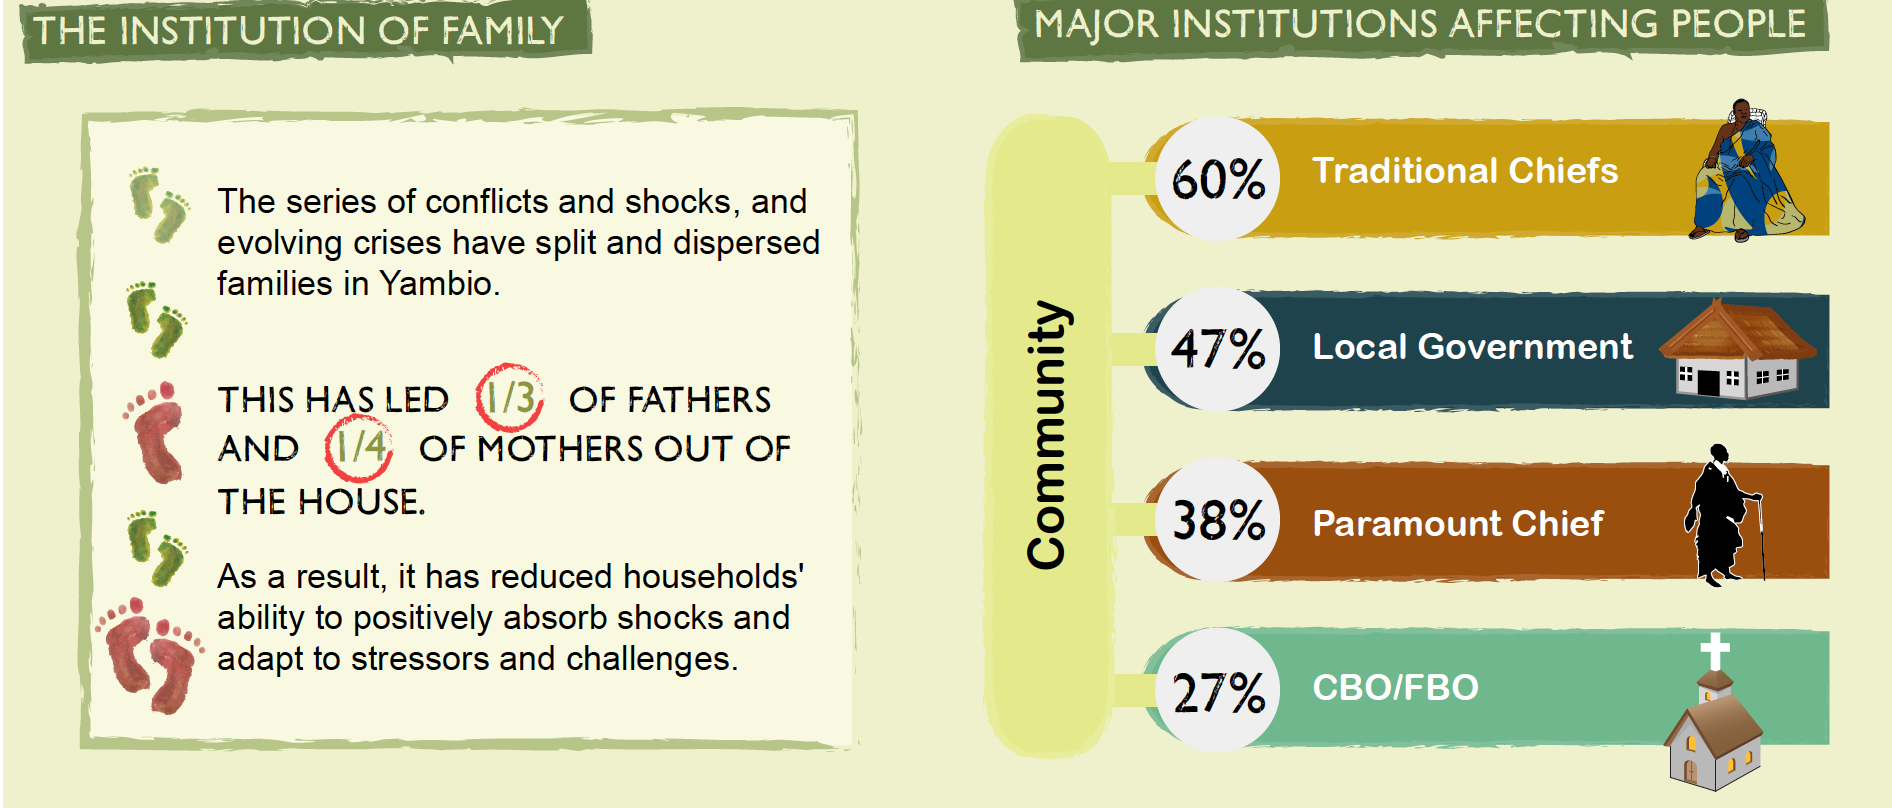 THE INSTITUTION OF FAMILY
The series of conflicts and shocks, and
evolving crises have split and dispersed
families in Yambio.
THIS HAS LED 1/3 OF FATHERS
AND 1/4 OF MOTHERS OUT OF
THE HOUSE.
As a result, it has reduced households'
ability to positively absorb shocks and
adapt to stressors and challenges.
MAJOR INSTITUTIONS AFFECTING PEOPLE
Community
60% Traditional Chiefs
47% Local Government
38% Paramount Chief
27% CBO/FBO